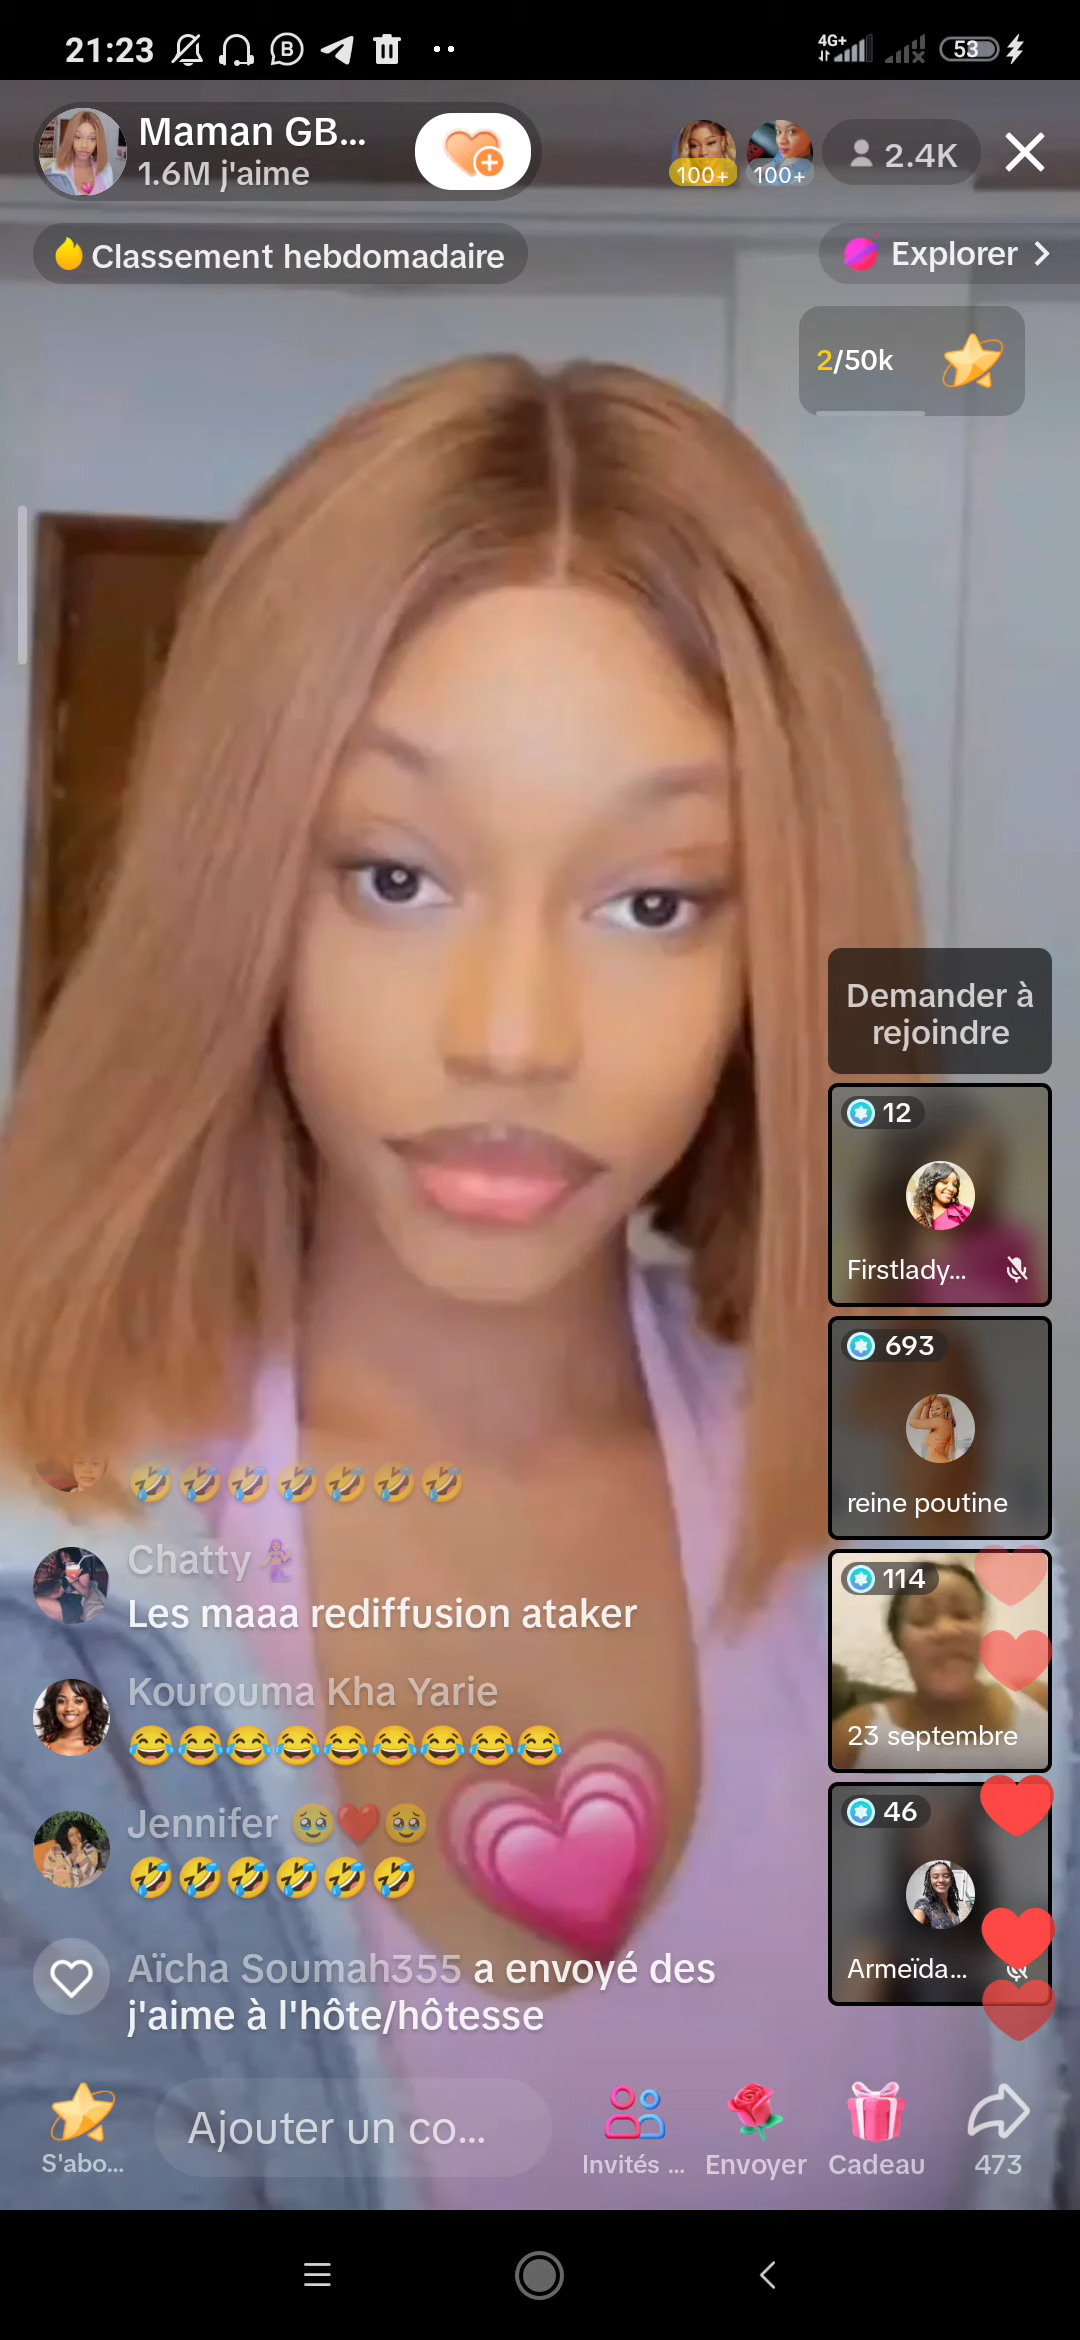 21:23
4G+
53
Maman GB...
1.6M j'aime
100+
100+
2.4K
Classement hebdomadaire
Explorer
2/50k
Demander à
rejoindre
12
Firstlady...
693
reine poutine
114
23 septembre
46
Armeïda...
🤣🤣🤣🤣🤣🤣🤣
Chatty🧜‍♀️
Les maaa rediffusion ataker
Kourouma Kha Yarie
😂😂😂😂😂😂😂😂😂
Jennifer 🥹❤️🥹
🤣🤣🤣🤣🤣🤣
Aïcha Soumah355 a envoyé des
j'aime à l'hôte/hôtesse
S'abo...
Ajouter un co...
Invités ...
Envoyer
Cadeau
473